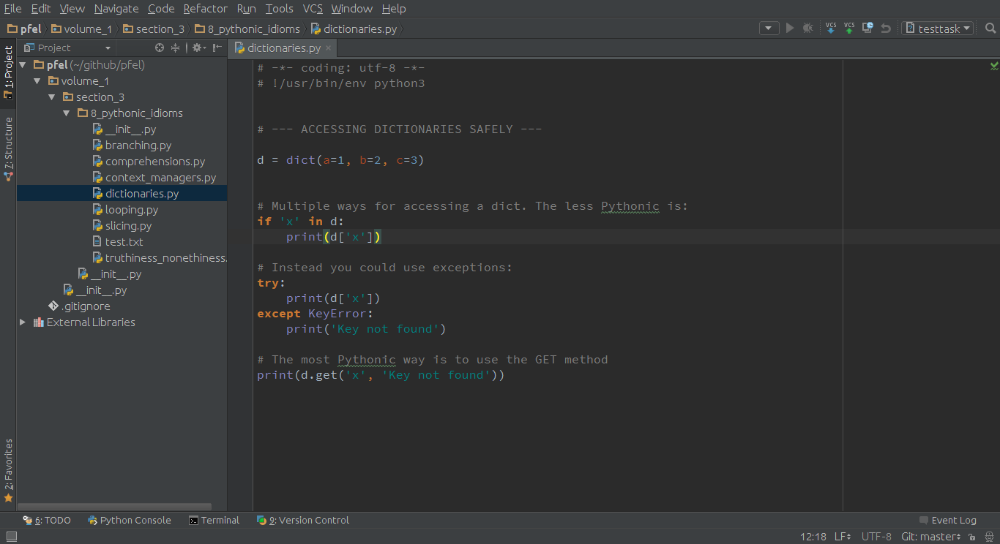 File Edit View Navigate Code Refactor Run Tools VCS Window Help
pfel volume_1 section_3 8_pythonic_idioms dictionaries.py VCS VCS testtask
1: Project
Project
dictionaries.py
pfel (~/github/pfel)
volume_1
section_3
8_pythonic_idioms
__init__.py
branching.py
comprehensions.py
context_managers.py
dictionaries.py
looping.py
slicing.py
test.txt
truthiness_nonethiness.
__init__.py
__init__.py
.gitignore
External Libraries
7: Structure
2: Favorites
# -*- coding: utf-8 -*-
# !/usr/bin/env python3
# --- ACCESSING DICTIONARIES SAFELY ---
d = dict(a=1, b=2, c=3)
# Multiple ways for accessing a dict. The less Pythonic is:
if 'x' in d:
    print(d['x'])
# Instead you could use exceptions:
try:
    print(d['x'])
except KeyError:
    print('Key not found')
# The most Pythonic way is to use the GET method
print(d.get('x', 'Key not found'))
6: TODO Python Console Terminal 9: Version Control Event Log
12:18 LF UTF-8 Git: master